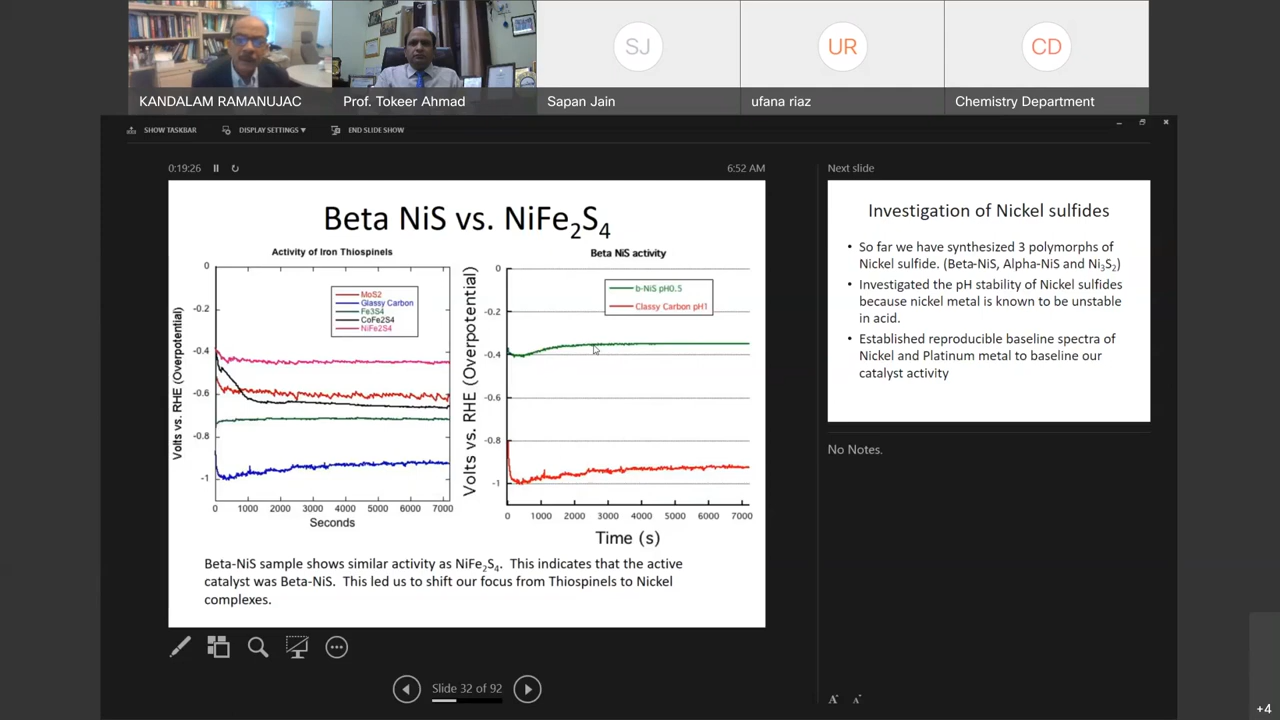 KANDALAM RAMANUJAC
Prof. Tokeer Ahmad
SJ
Sapan Jain
UR
ufana riaz
CD
Chemistry Department
SHOW TASKBAR
DISPLAY SETTINGS ▾
END SLIDE SHOW
0:19:26
6:52 AM
Beta NiS vs. NiFe2S4
Activity of Iron Thiospinels
Volts vs. RHE (Overpotential)
0
-0.2
-0.4
-0.6
-0.8
-1
MoS2
Glassy Carbon
Fe3S4
CoFe2S4
NiFe2S4
0 1000 2000 3000 4000 5000 6000 7000
Seconds
Beta NiS activity
Volts vs. RHE (Overpotential)
0
-0.2
-0.4
-0.6
-0.8
-1
b-NiS pH0.5
Classy Carbon pH1
0 1000 2000 3000 4000 5000 6000 7000
Time (s)
Beta-NiS sample shows similar activity as NiFe2S4. This indicates that the active
catalyst was Beta-NiS. This led us to shift our focus from Thiospinels to Nickel
complexes.
Slide 32 of 92
Next slide
Investigation of Nickel sulfides
• So far we have synthesized 3 polymorphs of
Nickel sulfide. (Beta-NiS, Alpha-NiS and Ni3S2)
• Investigated the pH stability of Nickel sulfides
because nickel metal is known to be unstable
in acid.
• Established reproducible baseline spectra of
Nickel and Platinum metal to baseline our
catalyst activity
No Notes.
A A
+4